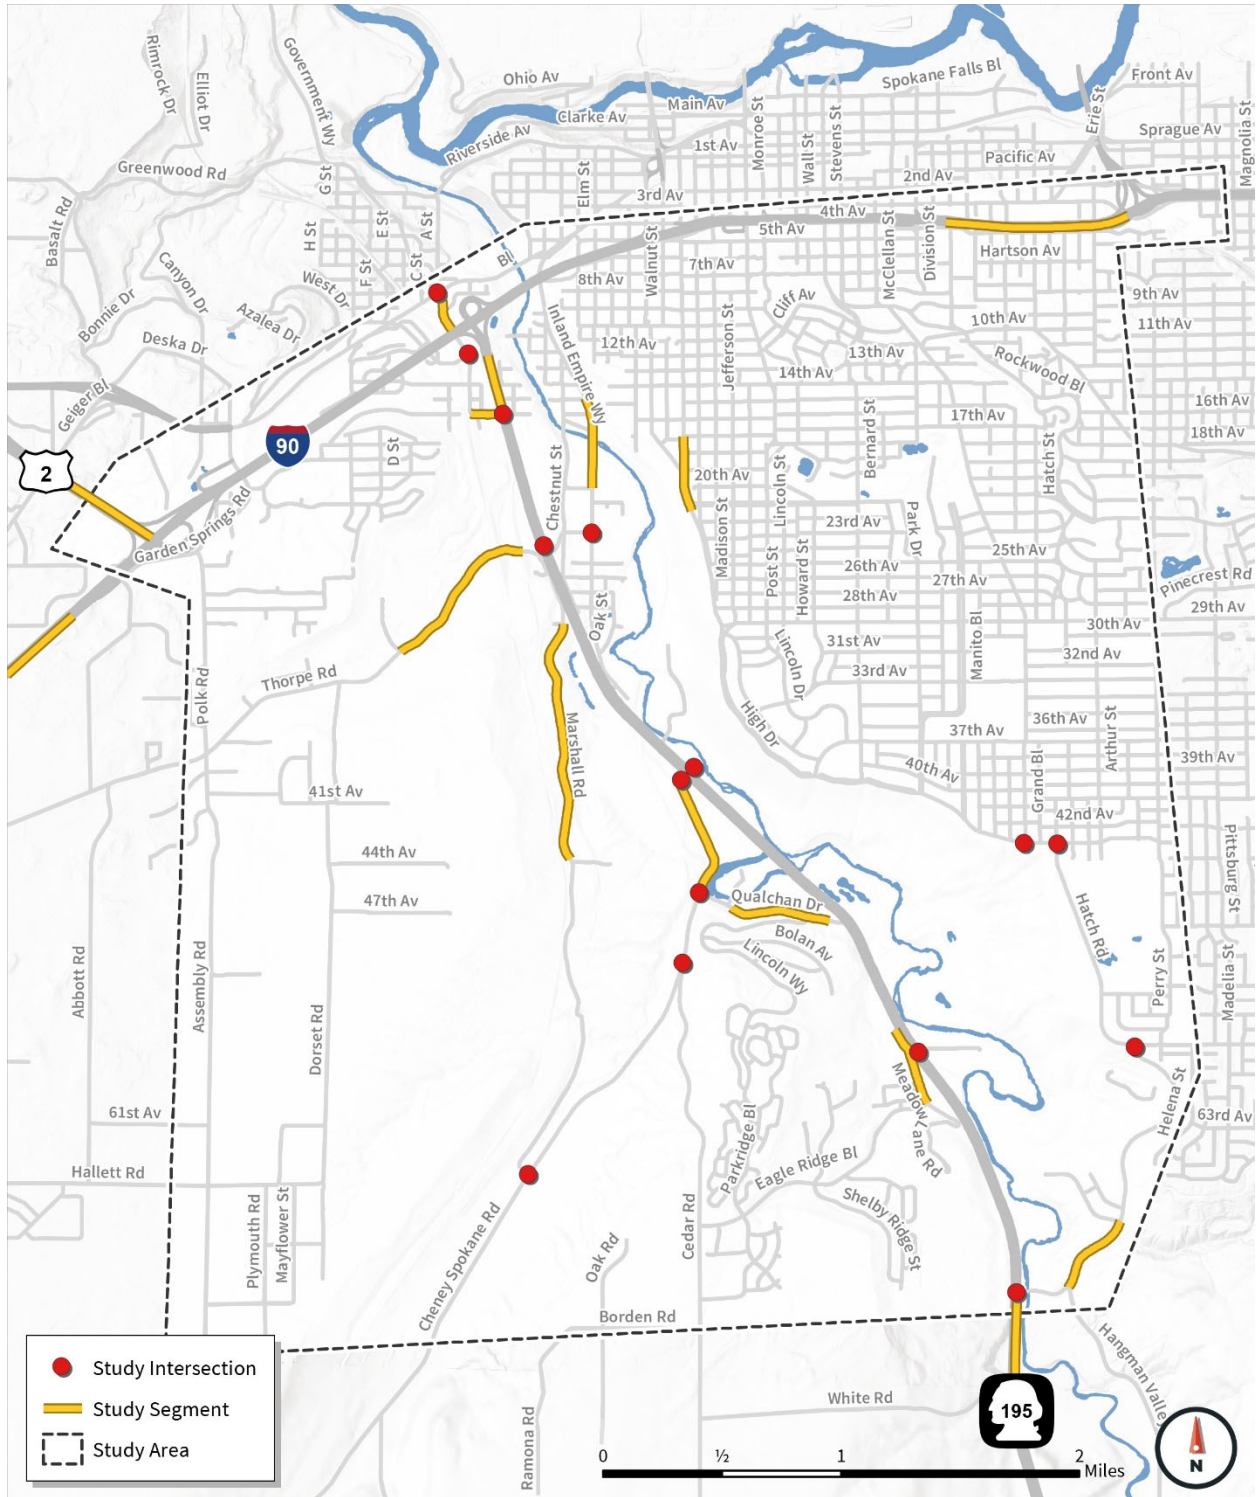 Rimrock Dr
Elliot Dr
Government Wy
Ohio Av
Clarke Av
Main Av
Spokane Falls Bl
Front Av
Erie St
Sprague Av
Magnolia St
Riverside Av
1st Av
Monroe St
Wall St
Stevens St
Pacific Av
2nd Av
Greenwood Rd
G St
Elm St
3rd Av
Basalt Rd
H St
F St
E St
A St
C St
Bl
4th Av
5th Av
Walnut St
McClellan St
Division St
Hartson Av
Canyon Dr
West Dr
Bonnie Dr
Azalea Dr
Deska Dr
8th Av
7th Av
Cliff Av
9th Av
10th Av
11th Av
Inland Empire Wy
12th Av
Jefferson St
13th Av
14th Av
Rockwood Bl
Geiger Bl
90
2
D St
16th Av
17th Av
18th Av
Bernard St
Hatch St
Chestnut St
20th Av
Lincoln St
Madison St
Garden Springs Rd
23rd Av
Park Dr
25th Av
Post St
Howard St
26th Av
27th Av
28th Av
Pinecrest Rd
29th Av
30th Av
Oak St
31st Av
32nd Av
33rd Av
Lincoln Dr
Manito Bl
Thorpe Rd
Polk Rd
High Dr
36th Av
37th Av
Arthur St
39th Av
40th Av
Marshall Rd
41st Av
Grand Bl
42nd Av
44th Av
47th Av
Pittsburg St
Qualchan Dr
Bolan Av
Lincoln Wy
Hatch Rd
Perry St
Madelia St
Abbott Rd
Assembly Rd
Dorset Rd
61st Av
Meadow Lane Rd
Helena St
63rd Av
Hallett Rd
Parkridge Bl
Eagle Ridge Bl
Shelby Ridge St
Plymouth Rd
Mayflower St
Cheney Spokane Rd
Oak Rd
Cedar Rd
Borden Rd
Hangman Valley
White Rd
Ramona Rd
195
Study Intersection
Study Segment
Study Area
0 ½ 1 2
Miles
N